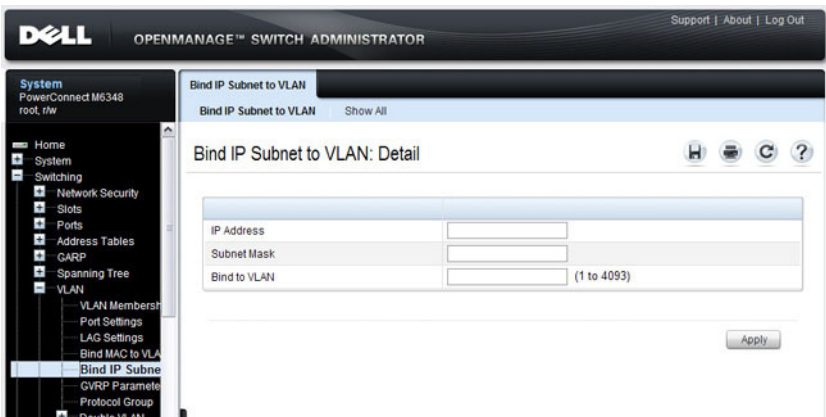 Support | About | Log Out
DELL OPENMANAGE™ SWITCH ADMINISTRATOR
System
PowerConnect M6348
root, r/w
Bind IP Subnet to VLAN
Bind IP Subnet to VLAN Show All
Home
System
Switching
Network Security
Slots
Ports
Address Tables
GARP
Spanning Tree
VLAN
VLAN Membersh
Port Settings
LAG Settings
Bind MAC to VLA
Bind IP Subne
GVRP Paramete
Protocol Group
Double VLAN
Bind IP Subnet to VLAN: Detail
IP Address
Subnet Mask
Bind to VLAN (1 to 4093)
Apply